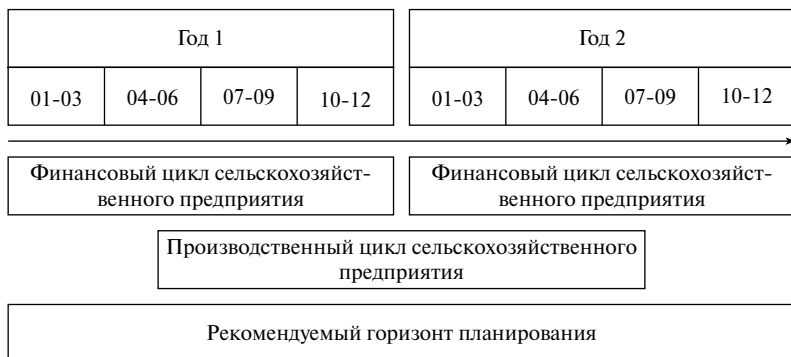 Год 1 Год 2
01-03 04-06 07-09 10-12 01-03 04-06 07-09 10-12
Финансовый цикл сельскохозяйст-
венного предприятия
Финансовый цикл сельскохозяйст-
венного предприятия
Производственный цикл сельскохозяйственного
предприятия
Рекомендуемый горизонт планирования